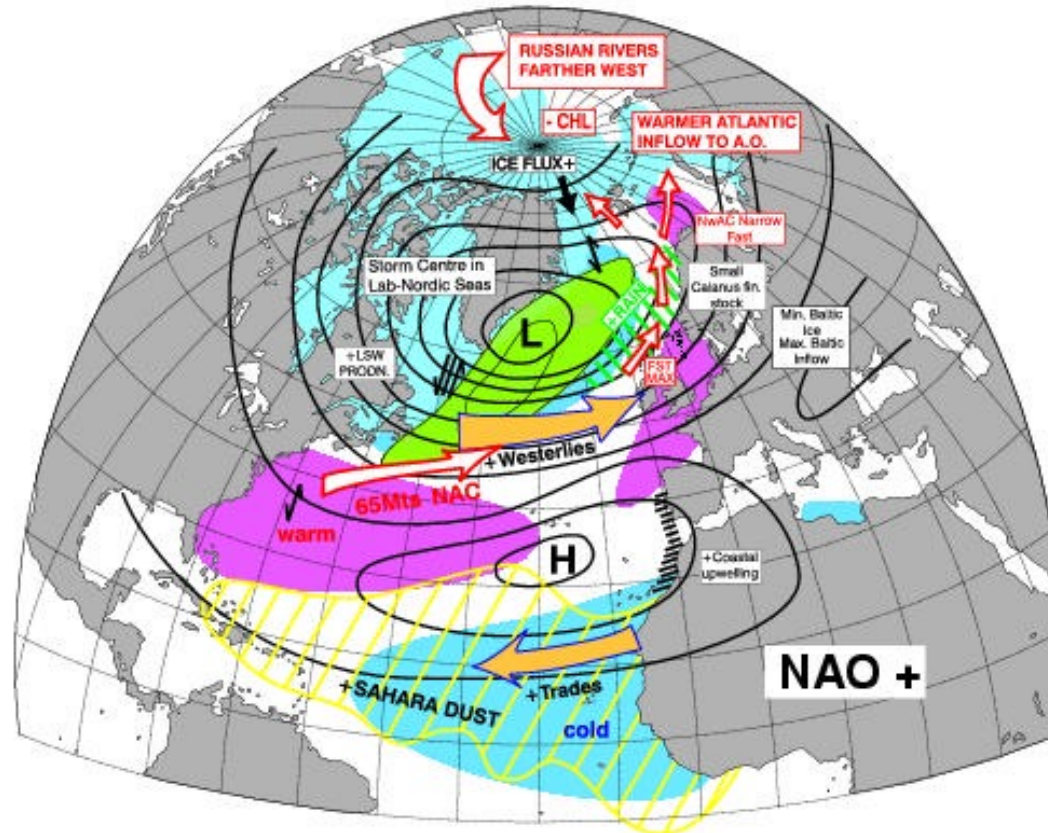 RUSSIAN RIVERS
FARTHER WEST
- CHL
WARMER ATLANTIC
INFLOW TO A.O.
ICE FLUX+
NwAC Narrow
Fast
Storm Centre in
Lab-Nordic Seas
Small
Calanus fin.
stock
+RAIN
Min. Baltic
Ice
Max. Baltic
Inflow
L
+LSW
PRODN.
FST
MAX
+Westerlies
65Mts NAC
warm
H
+Coastal
upwelling
NAO +
+SAHARA DUST
+Trades
cold